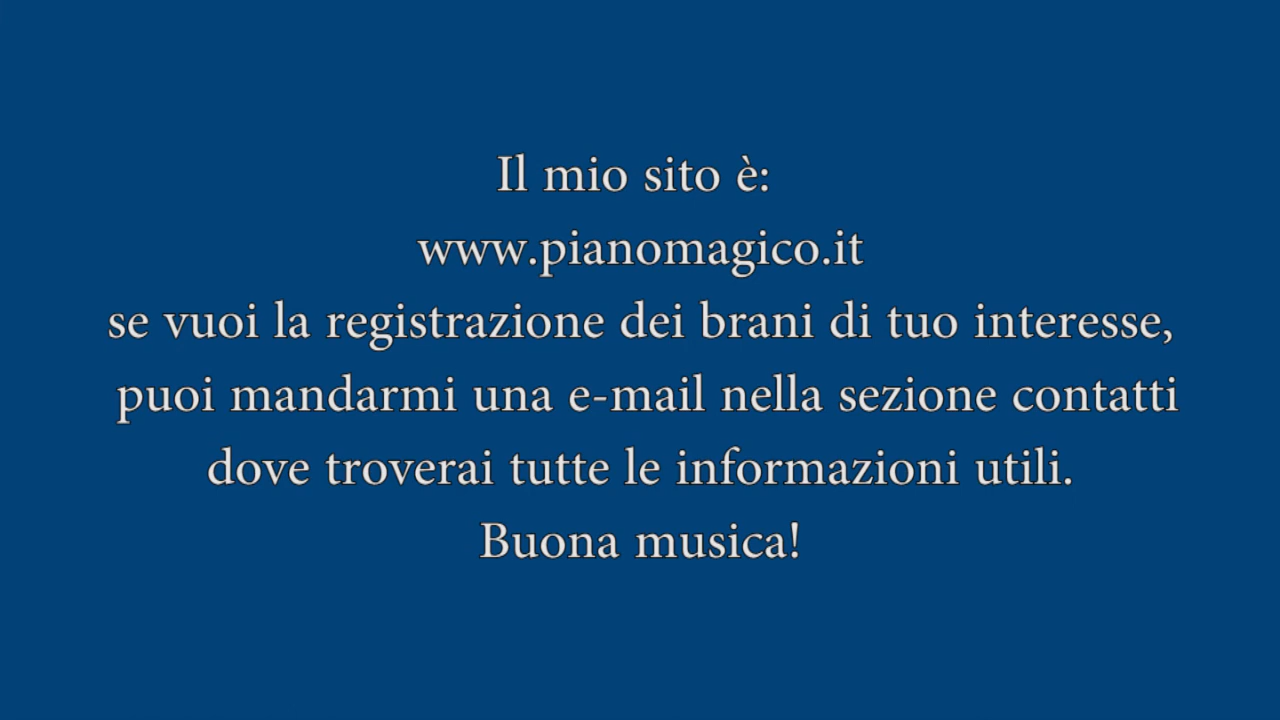 Il mio sito è:
www.pianomagico.it
se vuoi la registrazione dei brani di tuo interesse,
puoi mandarmi una e-mail nella sezione contatti
dove troverai tutte le informazioni utili.
Buona musica!